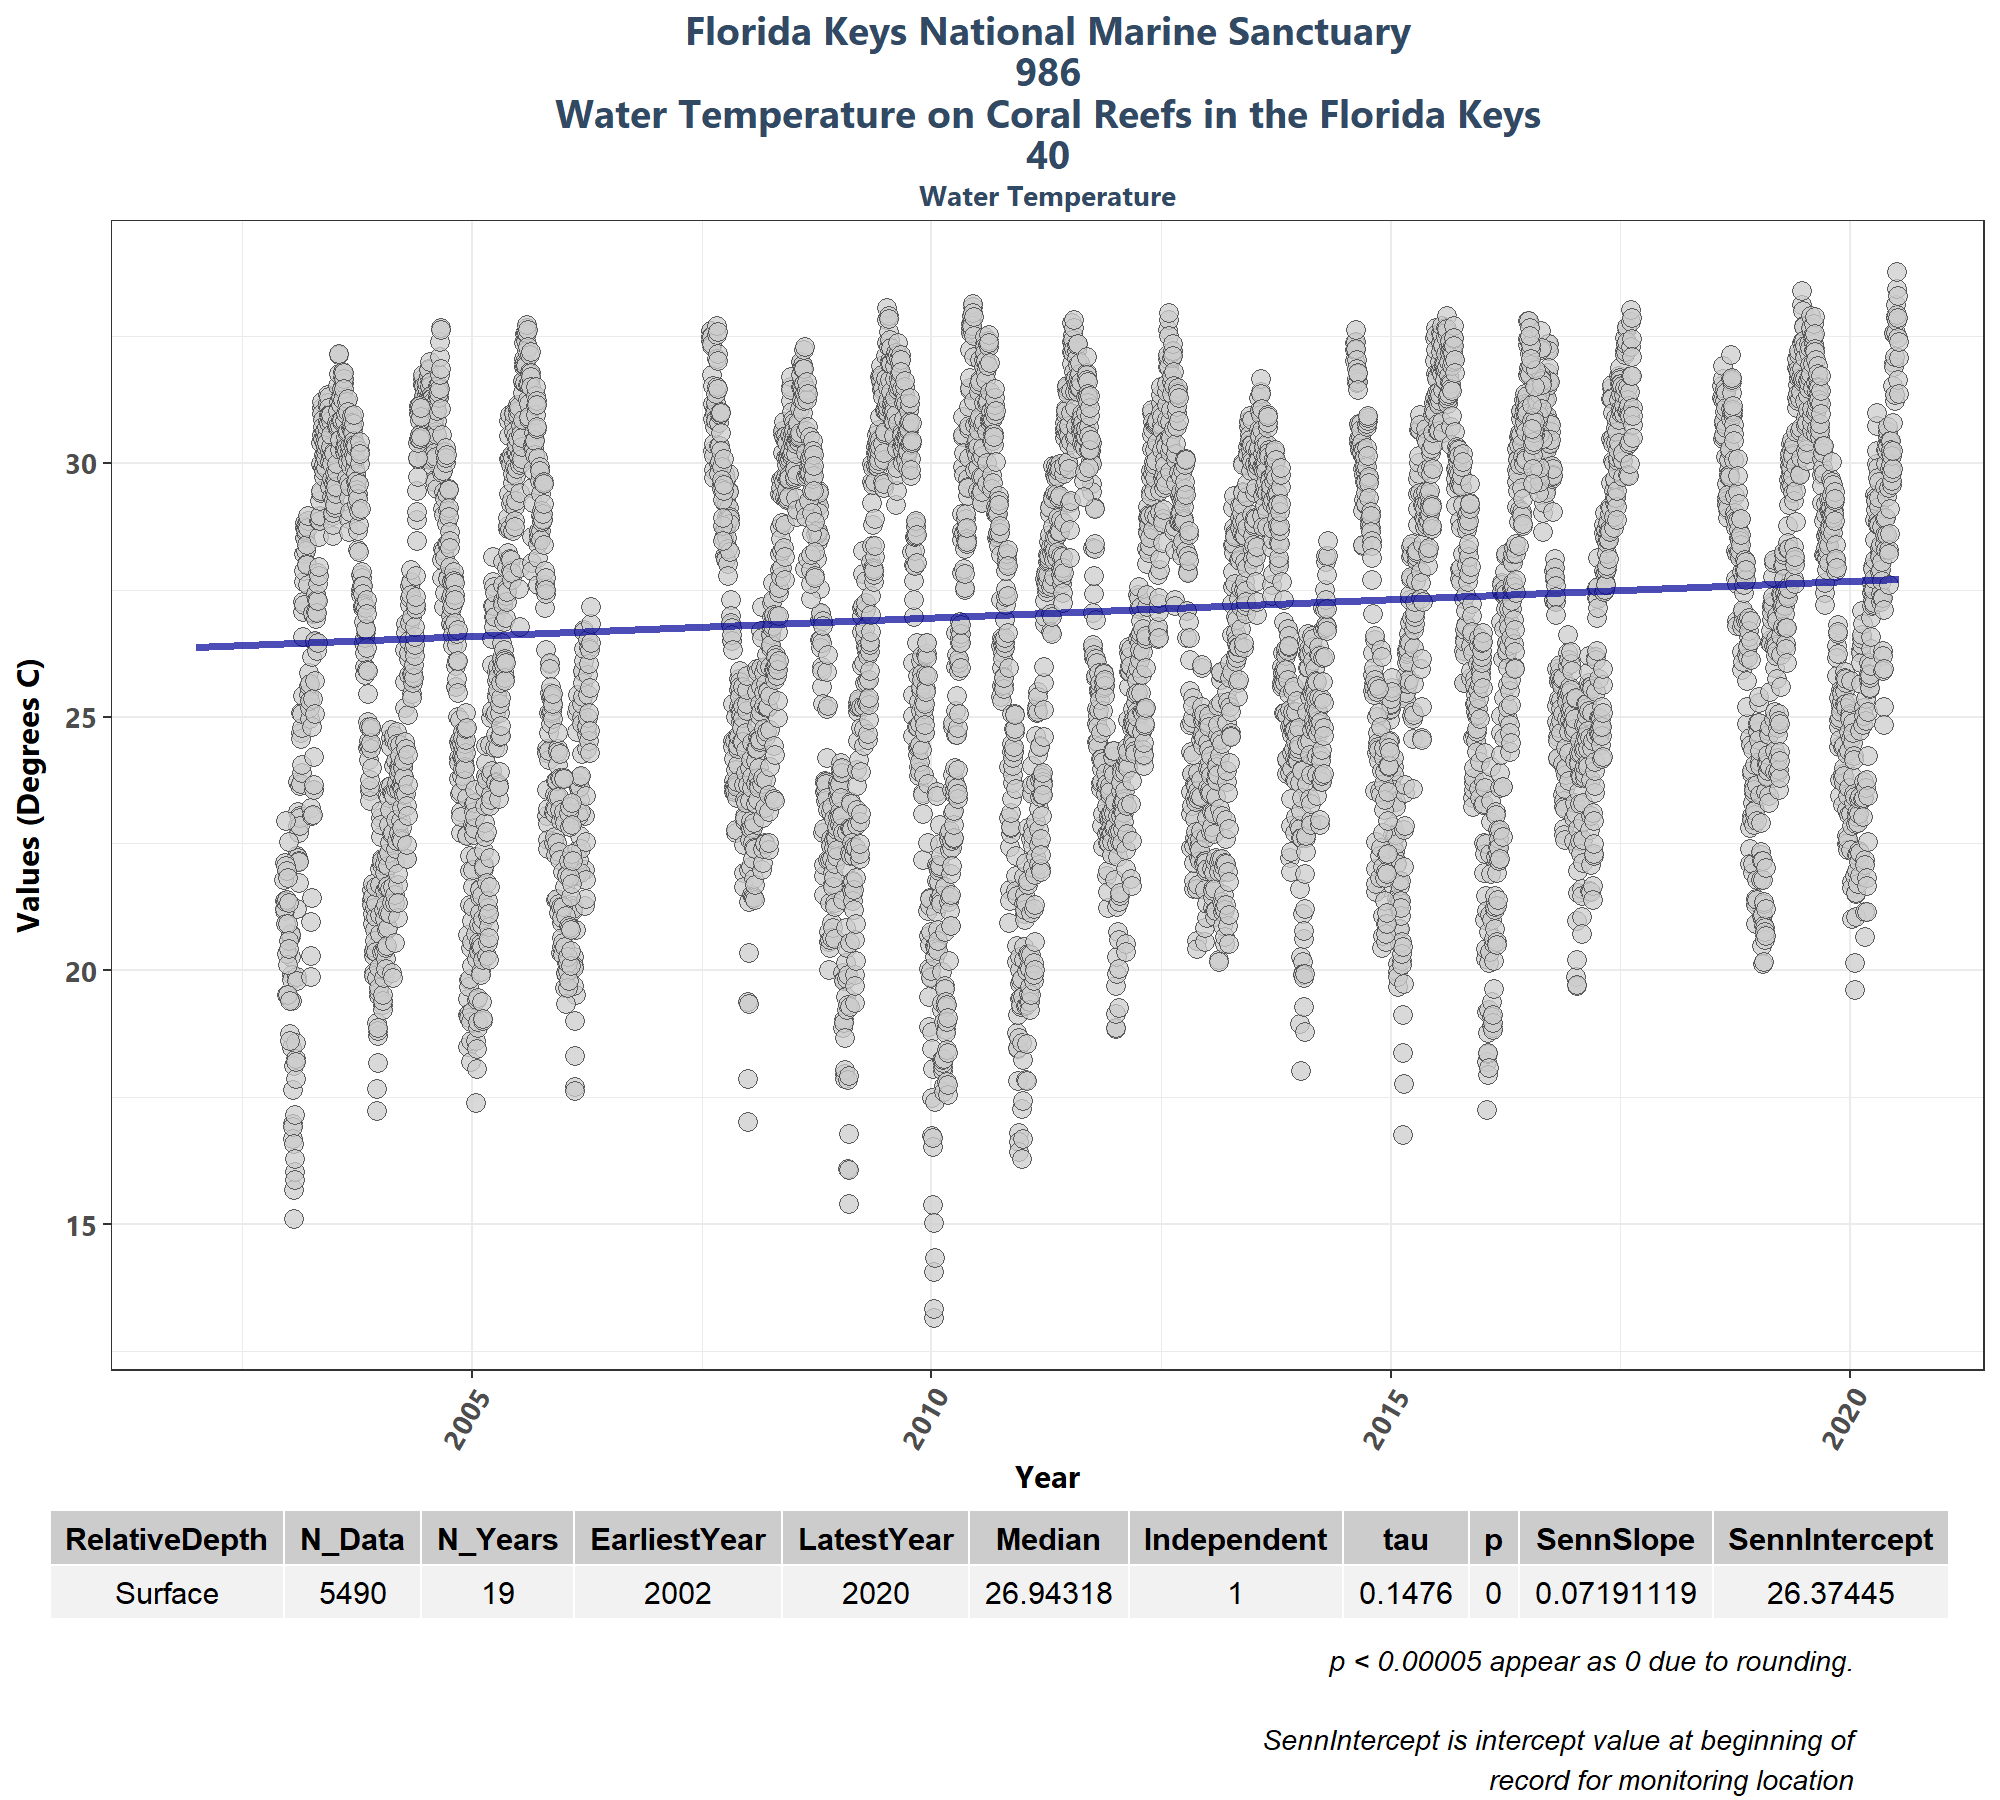 Florida Keys National Marine Sanctuary
986
Water Temperature on Coral Reefs in the Florida Keys
40
Water Temperature
Values (Degrees C)
30
25
20
15
2005 2010 2015 2020
Year
RelativeDepth N_Data N_Years EarliestYear LatestYear Median Independent tau p SennSlope SennIntercept
Surface 5490 19 2002 2020 26.94318 1 0.1476 0 0.07191119 26.37445
p < 0.00005 appear as 0 due to rounding.
SennIntercept is intercept value at beginning of
record for monitoring location